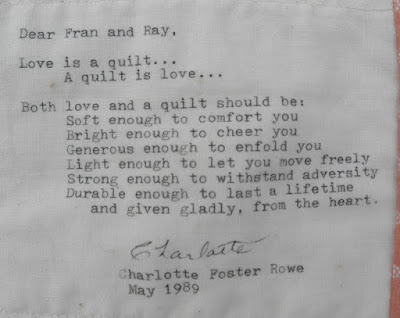 Dear Fran and Ray,
Love is a quilt...
A quilt is love...
Both love and a quilt should be:
Soft enough to comfort you
Bright enough to cheer you
Generous enough to enfold you
Light enough to let you move freely
Strong enough to withstand adversity
Durable enough to last a lifetime
and given gladly, from the heart.
Charlotte
Charlotte Foster Rowe
May 1989